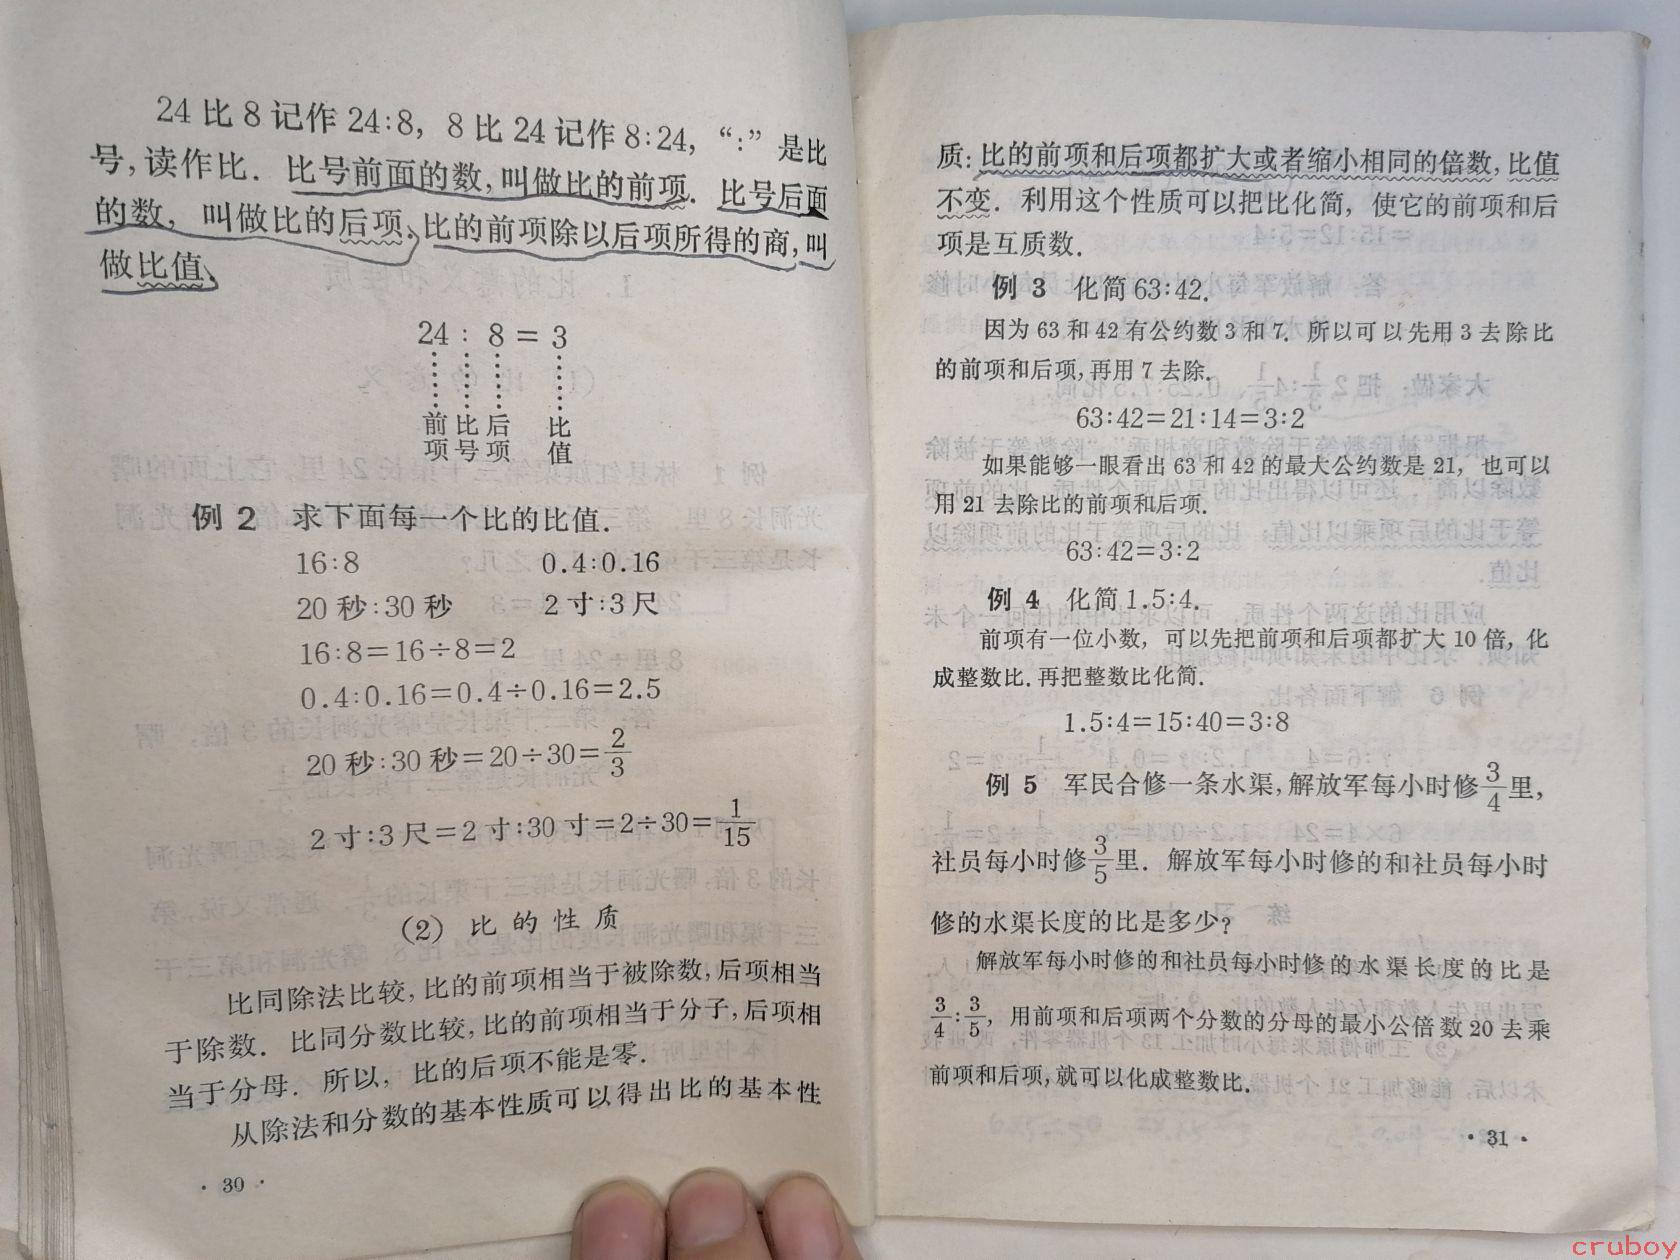 24 比 8 记作 24:8, 8 比 24 记作 8:24, “:” 是比
号,读作比. 比号前面的数,叫做比的前项. 比号后面
的数, 叫做比的后项. 比的前项除以后项所得的商,叫
做比值.
24 : 8 = 3
前 比 后 比
项 号 项 值
例 2 求下面每一个比的比值.
16:8 0.4:0.16
20 秒:30 秒 2 寸:3 尺
16:8=16÷8=2
0.4:0.16=0.4÷0.16=2.5
20 秒:30 秒=20÷30=2/3
2 寸:3 尺=2 寸:30 寸=2÷30=1/15
(2) 比 的 性 质
比同除法比较,比的前项相当于被除数,后项相当
于除数. 比同分数比较,比的前项相当于分子,后项相
当于分母. 所以, 比的后项不能是零.
从除法和分数的基本性质可以得出比的基本性
· 30 ·
质:比的前项和后项都扩大或者缩小相同的倍数,比值
不变. 利用这个性质可以把比化简, 使它的前项和后
项是互质数.
例 3 化简 63:42.
因为 63 和 42 有公约数 3 和 7. 所以可以先用 3 去除比
的前项和后项,再用 7 去除.
63:42=21:14=3:2
如果能够一眼看出 63 和 42 的最大公约数是 21, 也可以
用 21 去除比的前项和后项.
63:42=3:2
例 4 化简 1.5:4.
前项有一位小数, 可以先把前项和后项都扩大 10 倍, 化
成整数比.再把整数比化简.
1.5:4=15:40=3:8
例 5 军民合修一条水渠,解放军每小时修3/4里,
社员每小时修3/5里. 解放军每小时修的和社员每小时
修的水渠长度的比是多少?
解放军每小时修的和社员每小时修的水渠长度的比是
3/4:3/5, 用前项和后项两个分数的分母的最小公倍数 20 去乘
前项和后项,就可以化成整数比.
· 31 ·
cruboy